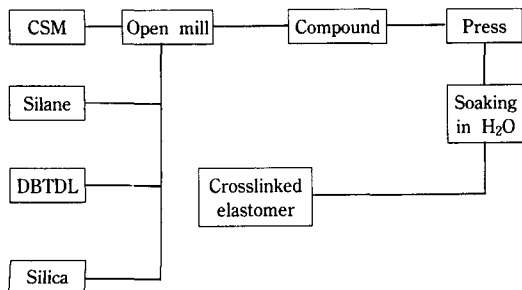 CSM
Open mill
Compound
Press
Silane
Soaking
in H₂O
DBTDL
Crosslinked
elastomer
Silica